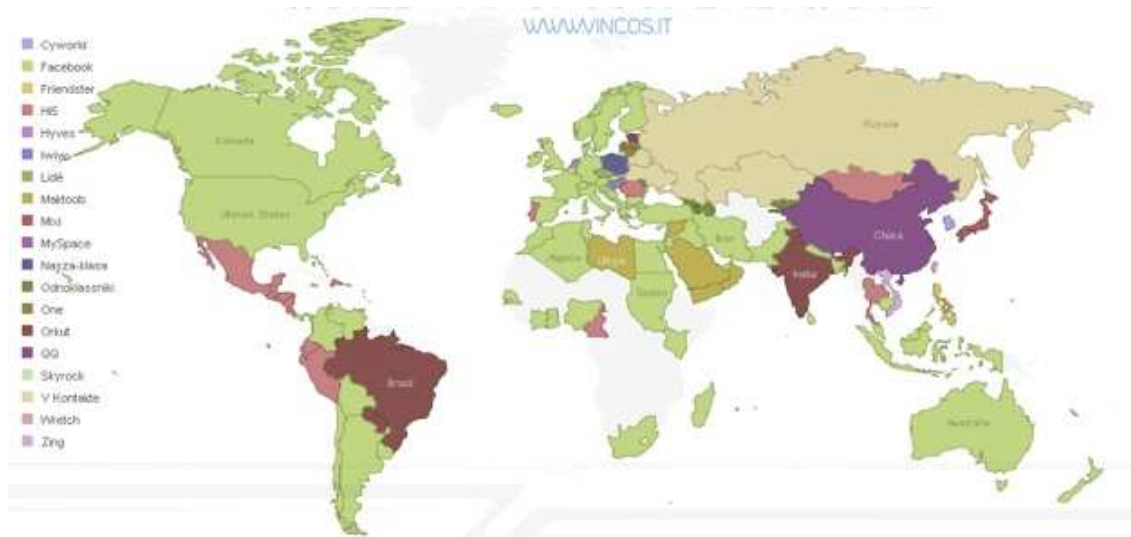 WWW.VINCOS.IT
Cyworld
Facebook
Friendster
Hi5
Hyves
Iwiw
Lidé
Maktoob
Mixi
MySpace
Nasza-klasa
Odnoklassniki
One
Orkut
QQ
Skyrock
V Kontakte
Wretch
Zing
Canada
United States
Brazil
Russia
China
India
Iran
Algeria
Libya
Sudan
Australia